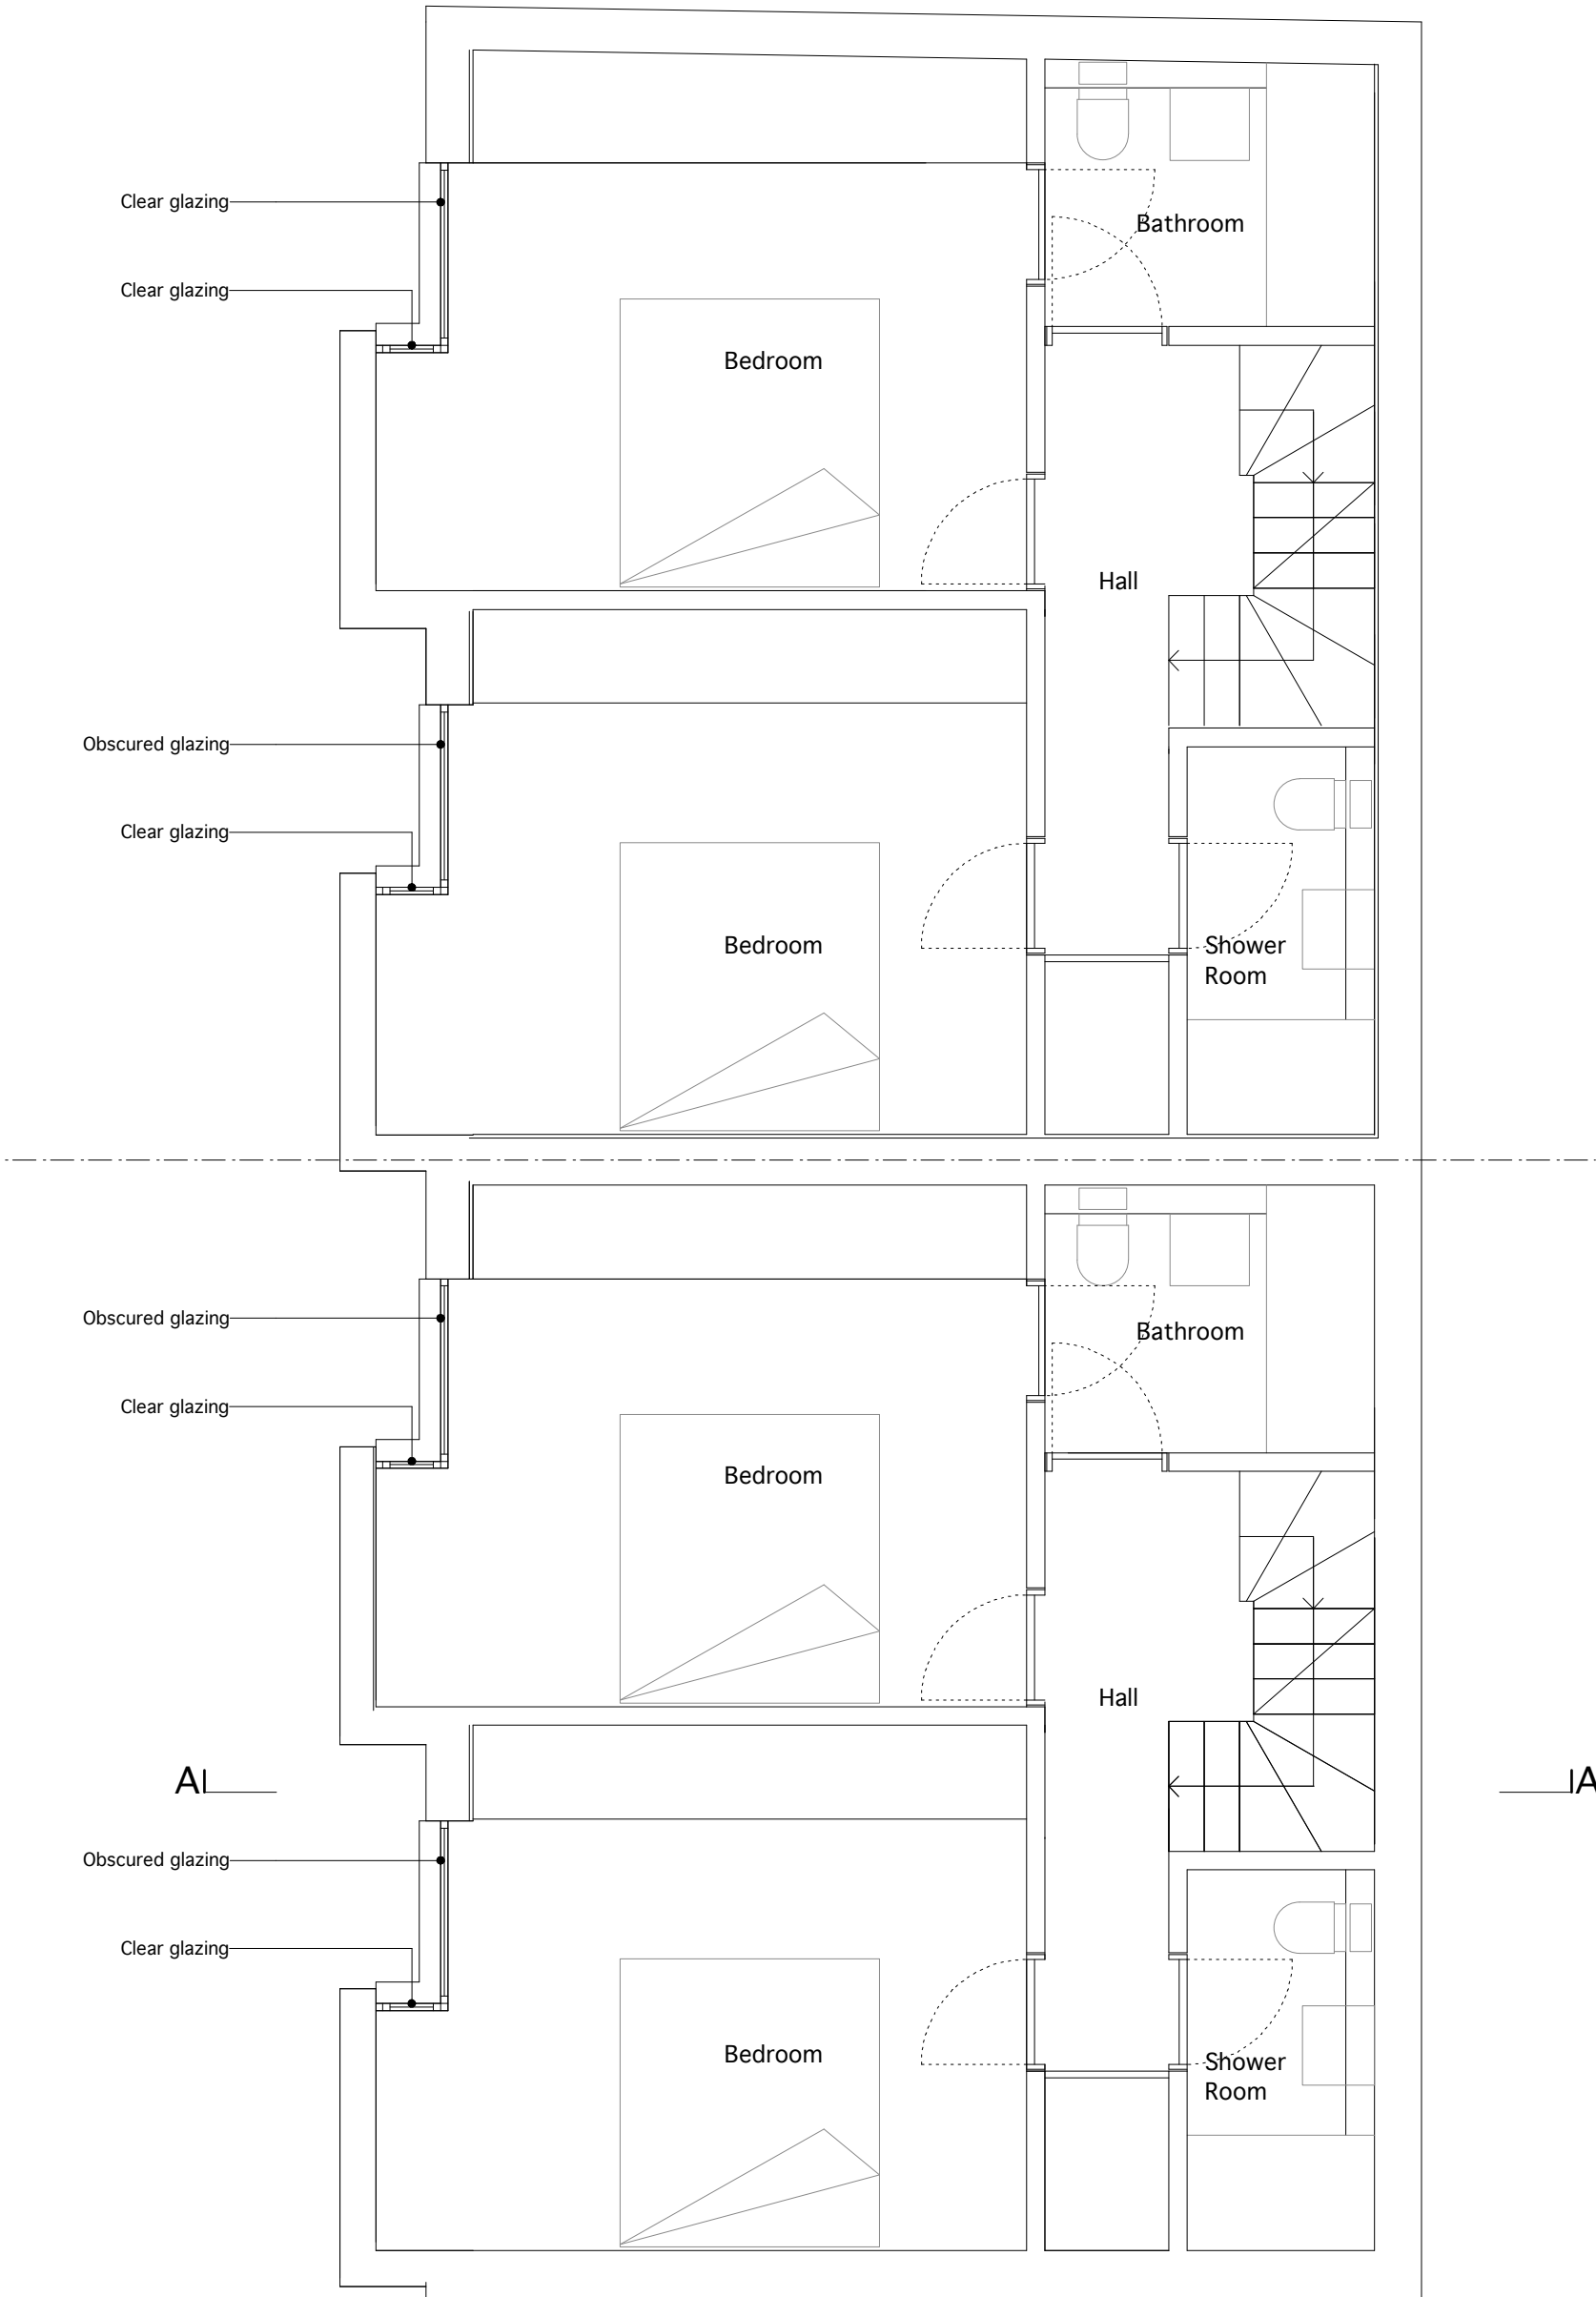 Clear glazing
Bathroom
Clear glazing
Bedroom
Hall
Obscured glazing
Clear glazing
Bedroom
Shower
Room
Obscured glazing
Bathroom
Clear glazing
Bedroom
Hall
A
A
Obscured glazing
Clear glazing
Bedroom
Shower
Room